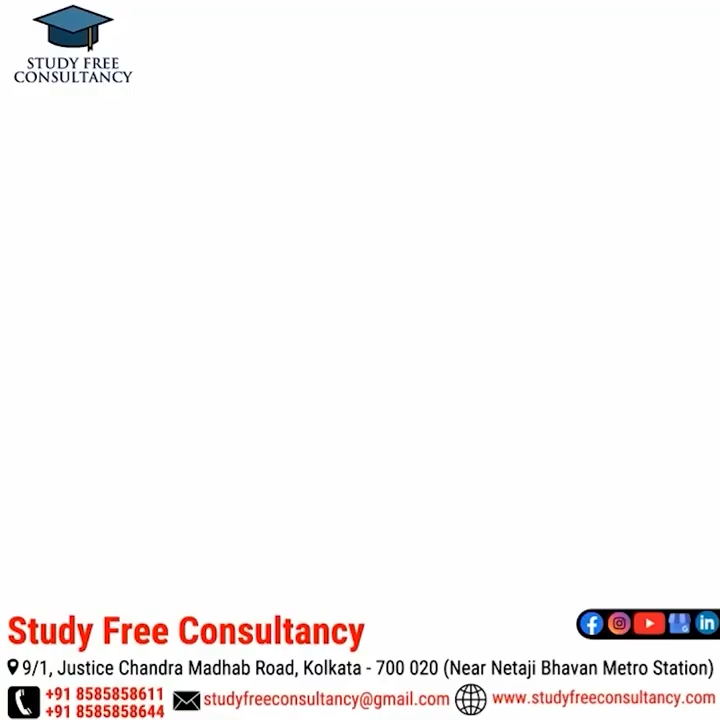 STUDY FREE
CONSULTANCY
Study Free Consultancy
9/1, Justice Chandra Madhab Road, Kolkata - 700 020 (Near Netaji Bhavan Metro Station)
+91 8585858611
+91 8585858644
studyfreeconsultancy@gmail.com
www.studyfreeconsultancy.com